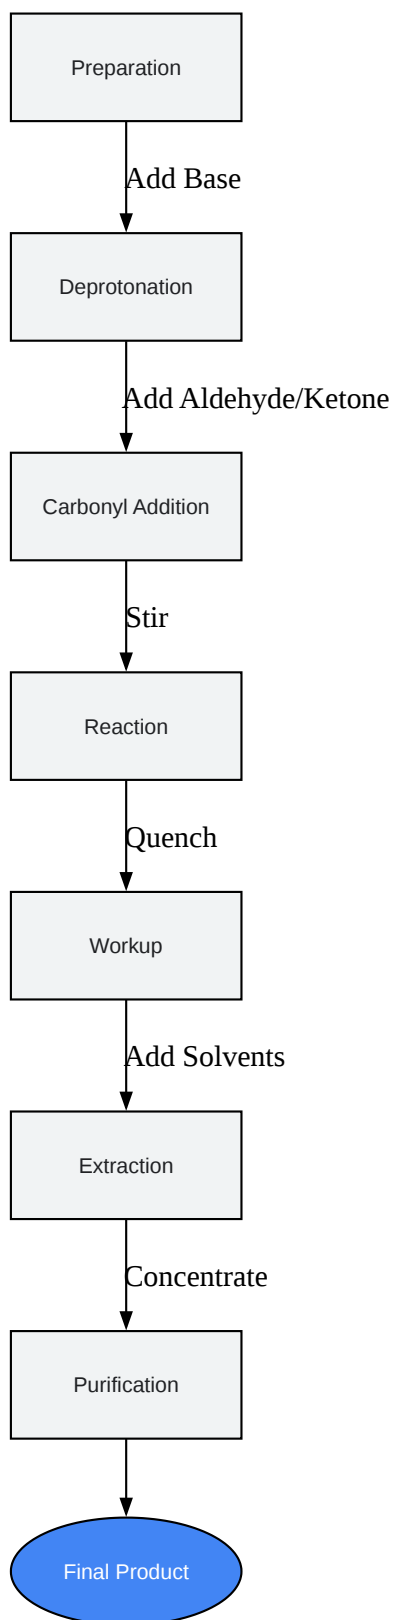 Preparation
Add Base
Deprotonation
Add Aldehyde/Ketone
Carbonyl Addition
Stir
Reaction
Quench
Workup
Add Solvents
Extraction
Concentrate
Purification
Final Product